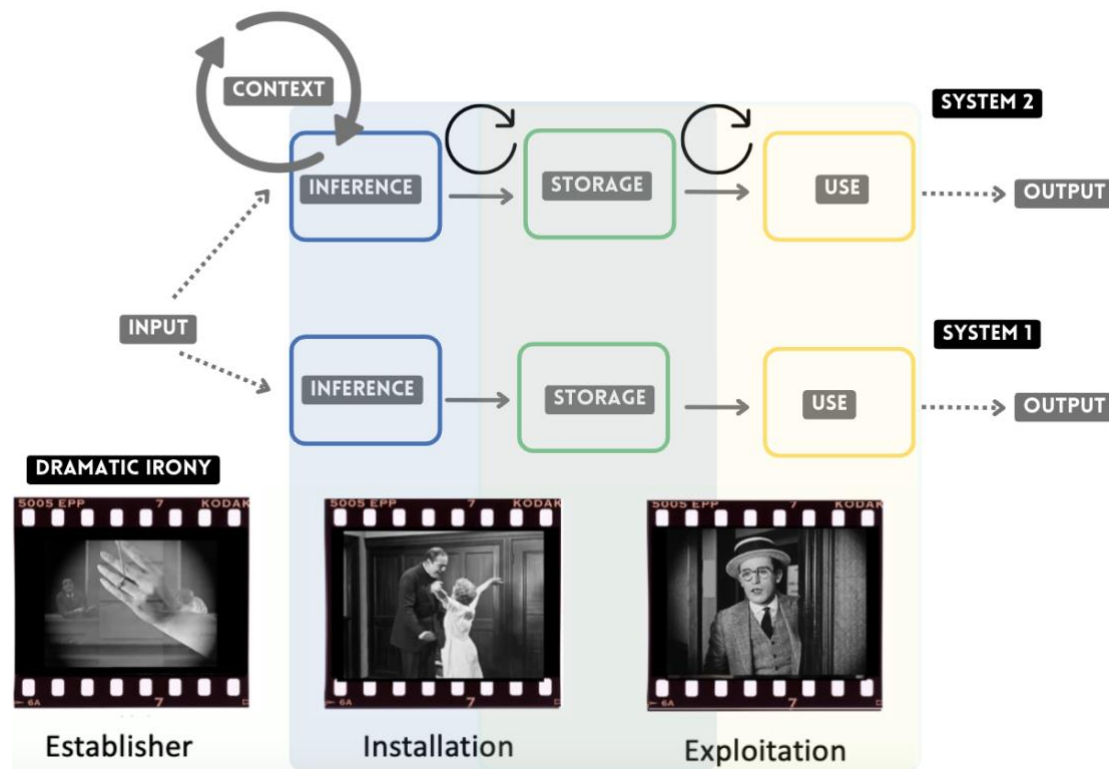 CONTEXT
SYSTEM 2
INFERENCE
STORAGE
USE
OUTPUT
INPUT
SYSTEM 1
INFERENCE
STORAGE
USE
OUTPUT
DRAMATIC IRONY
5005 EPP 7 KODAK
5005 EPP 7 KODAK
5005 EPP 7 KODAK
6A 7
6A 7
6A 7
Establisher
Installation
Exploitation